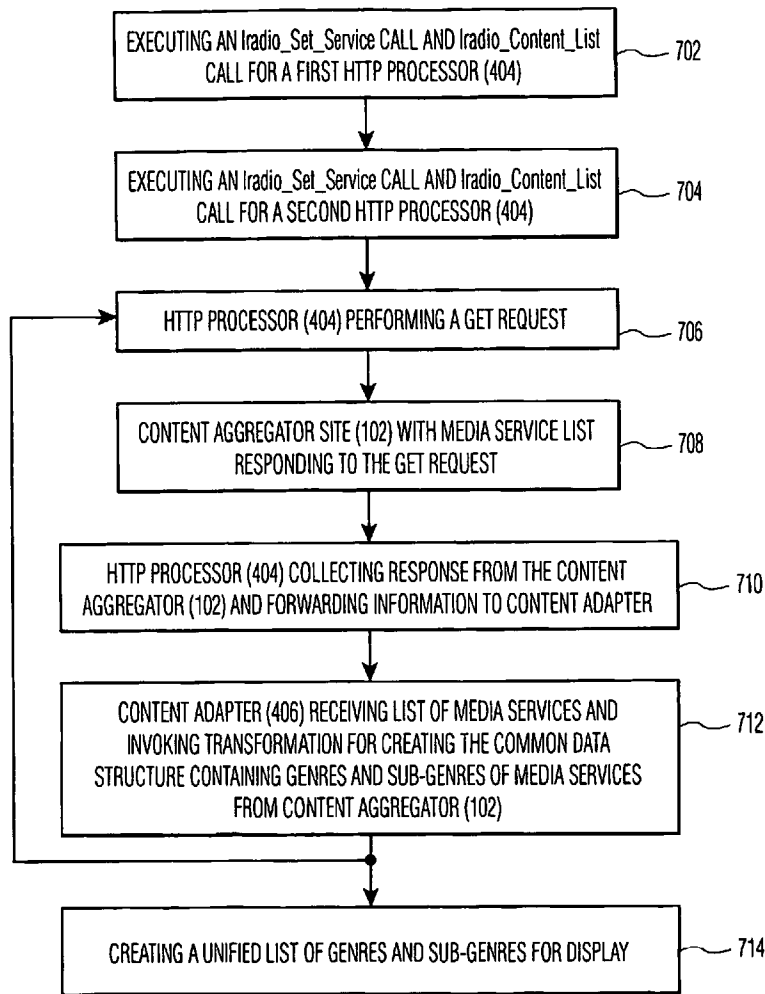 EXECUTING AN Iradio_Set_Service CALL AND Iradio_Content_List
CALL FOR A FIRST HTTP PROCESSOR (404)
702
EXECUTING AN Iradio_Set_Service CALL AND Iradio_Content_List
CALL FOR A SECOND HTTP PROCESSOR (404)
704
HTTP PROCESSOR (404) PERFORMING A GET REQUEST
706
CONTENT AGGREGATOR SITE (102) WITH MEDIA SERVICE LIST
RESPONDING TO THE GET REQUEST
708
HTTP PROCESSOR (404) COLLECTING RESPONSE FROM THE CONTENT
AGGREGATOR (102) AND FORWARDING INFORMATION TO CONTENT ADAPTER
710
CONTENT ADAPTER (406) RECEIVING LIST OF MEDIA SERVICES AND
INVOKING TRANSFORMATION FOR CREATING THE COMMON DATA
STRUCTURE CONTAINING GENRES AND SUB-GENRES OF MEDIA SERVICES
FROM CONTENT AGGREGATOR (102)
712
CREATING A UNIFIED LIST OF GENRES AND SUB-GENRES FOR DISPLAY
714